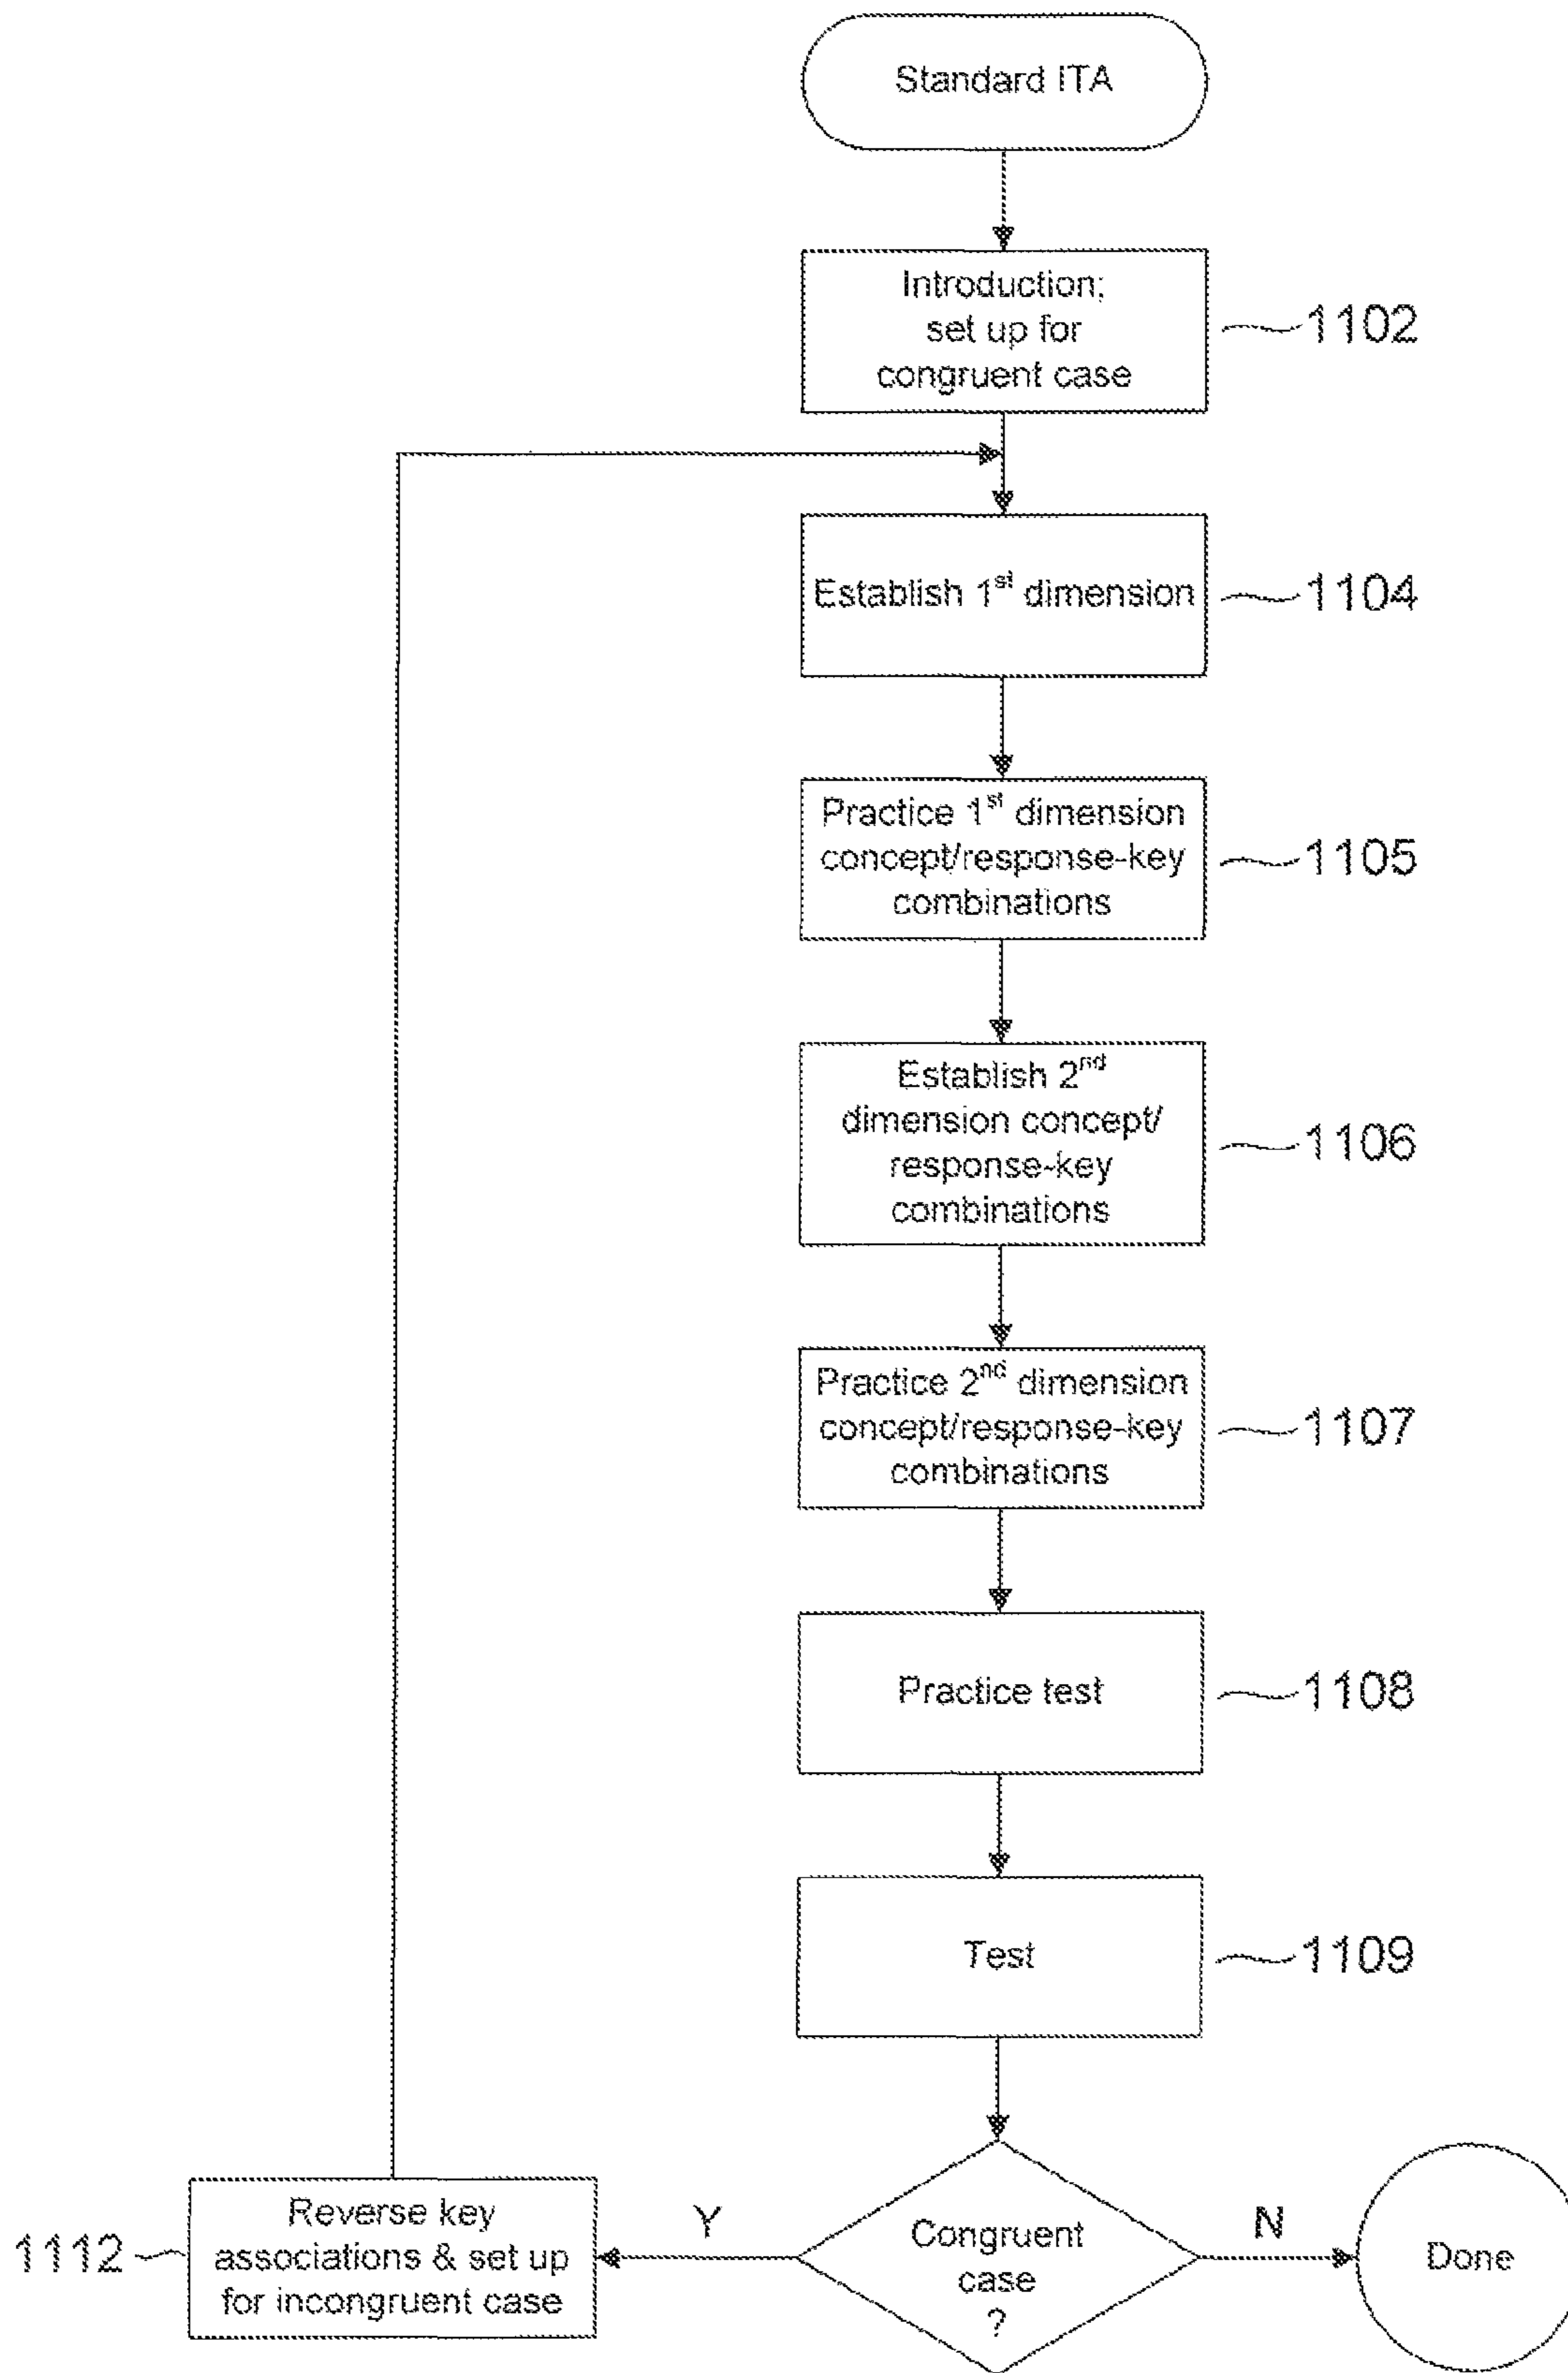 Standard ITA
Introduction;
set up for
congruent case
1102
Establish 1st dimension
1104
Practice 1st dimension
concept/response-key
combinations
1105
Establish 2nd
dimension concept/
response-key
combinations
1106
Practice 2nd dimension
concept/response-key
combinations
1107
Practice test
1108
Test
1109
Congruent
case
?
Y
N
Done
Reverse key
associations & set up
for incongruent case
1112